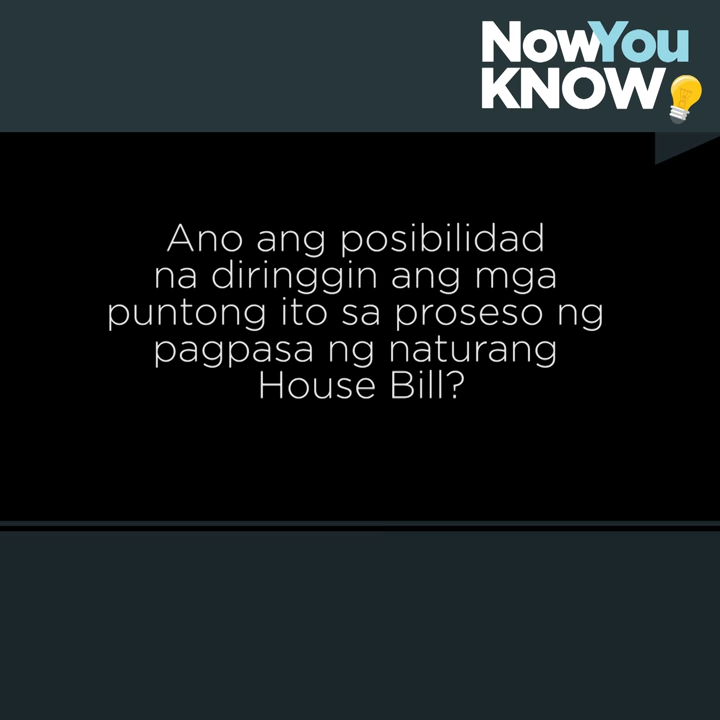 NowYou
KNOW
Ano ang posibilidad
na diringgin ang mga
puntong ito sa proseso ng
pagpasa ng naturang
House Bill?